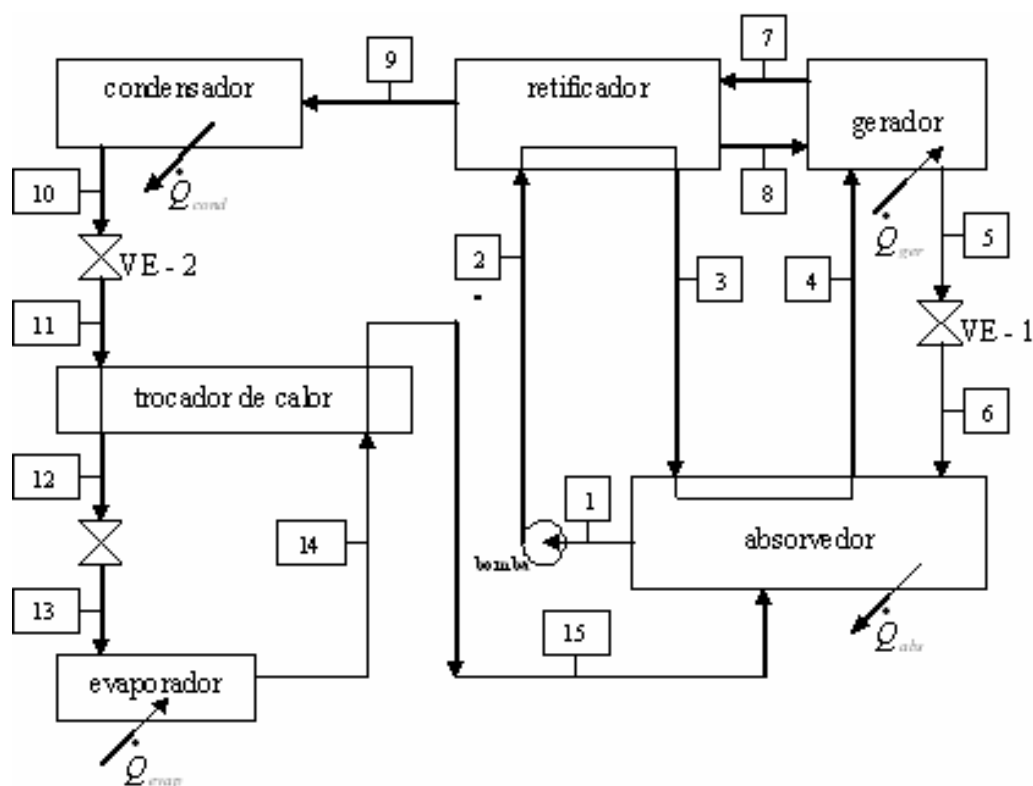 9
7
condensador
retificador
gerador
10
Q̇cond
8
Q̇ger
5
VE - 2
2
3
4
11
VE - 1
trocador de calor
6
12
1
14
absorvedor
bomba
13
15
Q̇abs
evaporador
Q̇evap